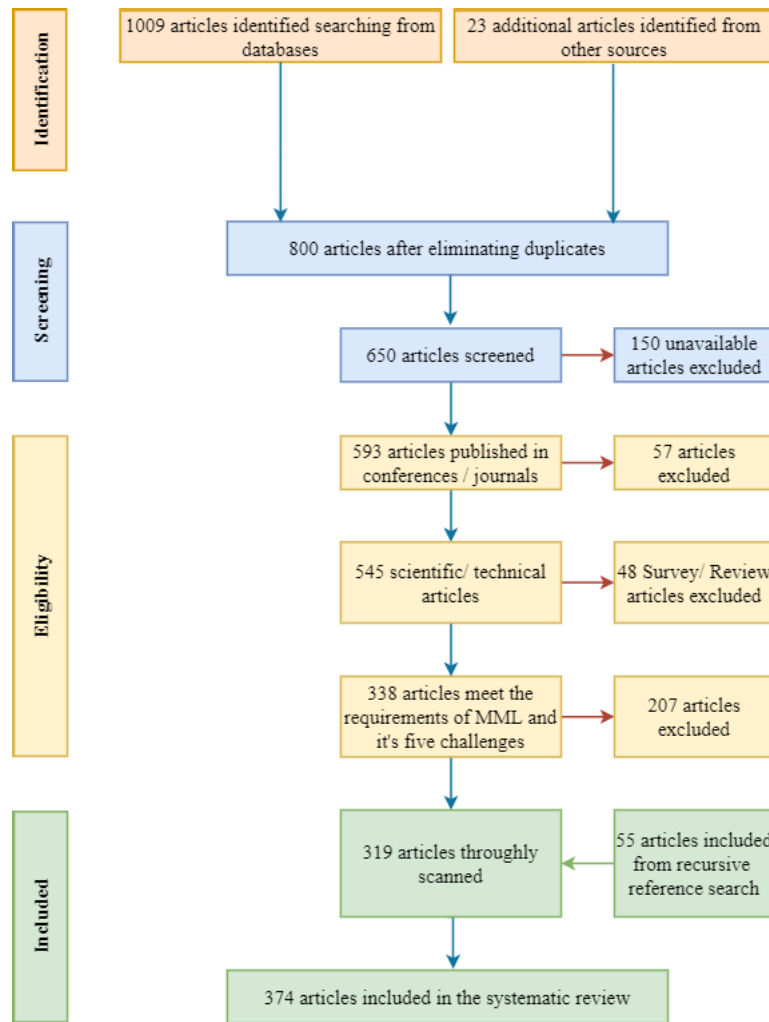 Identification
1009 articles identified searching from
databases
23 additional articles identified from
other sources
Screening
800 articles after eliminating duplicates
650 articles screened
150 unavailable
articles excluded
Eligibility
593 articles published in
conferences / journals
57 articles
excluded
545 scientific/ technical
articles
48 Survey/ Review
articles excluded
338 articles meet the
requirements of MML and
it's five challenges
207 articles
excluded
Included
319 articles throughly
scanned
55 articles included
from recursive
reference search
374 articles included in the systematic review